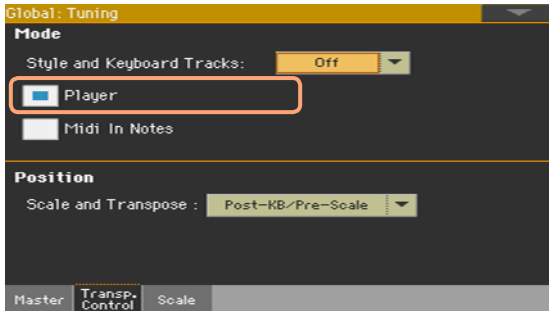 Global: Tuning
Mode
Style and Keyboard Tracks: Off
Player
Midi In Notes
Position
Scale and Transpose : Post-KB/Pre-Scale
Master Transp. Control Scale